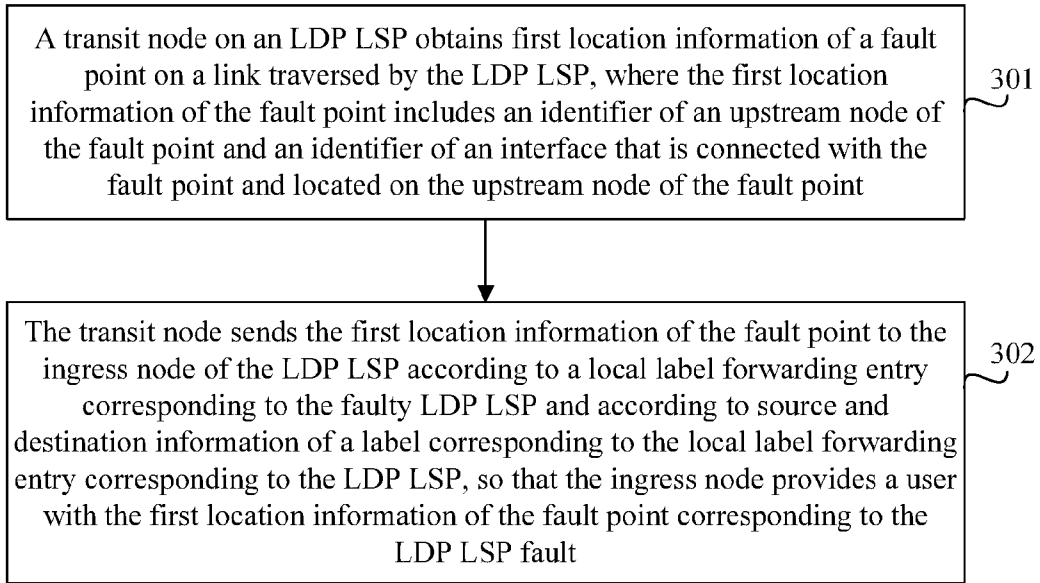 A transit node on an LDP LSP obtains first location information of a fault
point on a link traversed by the LDP LSP, where the first location
information of the fault point includes an identifier of an upstream node of
the fault point and an identifier of an interface that is connected with the
fault point and located on the upstream node of the fault point
301
The transit node sends the first location information of the fault point to the
ingress node of the LDP LSP according to a local label forwarding entry
corresponding to the faulty LDP LSP and according to source and
destination information of a label corresponding to the local label forwarding
entry corresponding to the LDP LSP, so that the ingress node provides a user
with the first location information of the fault point corresponding to the
LDP LSP fault
302